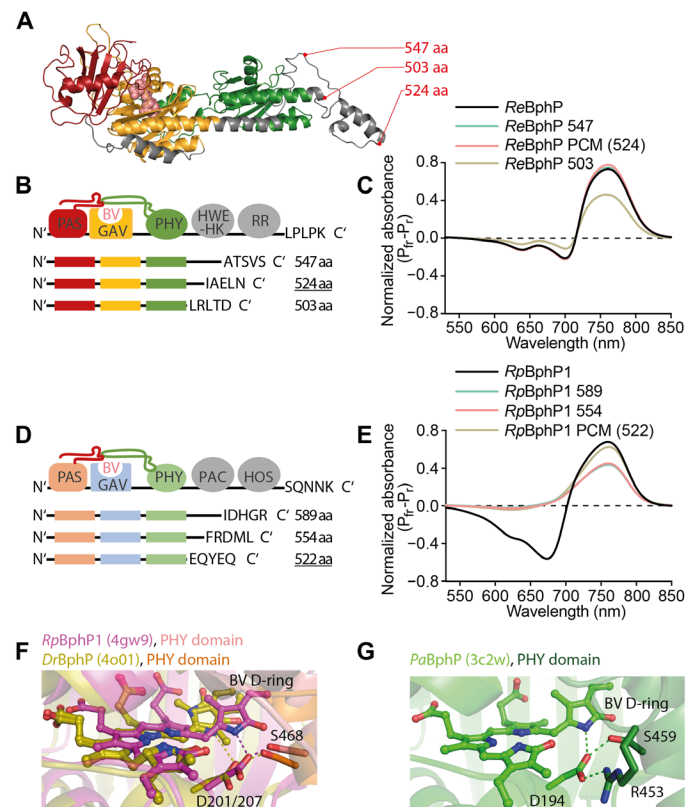 A
547 aa
503 aa
524 aa
B
PAS
BV
GAV
PHY
HWE
-HK
RR
N' LPLPK C'
N' ATSVS C' 547 aa
N' IAELN C' 524 aa
N' LRLTD C' 503 aa
C
ReBphP
ReBphP 547
ReBphP PCM (524)
ReBphP 503
Normalized absorbance
(Pfr-Pr)
0.8
0.4
0.0
−0.4
−0.8
550 600 650 700 750 800 850
Wavelength (nm)
D
PAS
BV
GAV
PHY
PAC
HOS
N' SQNNK C'
N' IDHGR C' 589 aa
N' FRDML C' 554 aa
N' EQYEQ C' 522 aa
E
RpBphP1
RpBphP1 589
RpBphP1 554
RpBphP1 PCM (522)
Normalized absorbance
(Pfr-Pr)
0.8
0.4
0.0
−0.4
−0.8
550 600 650 700 750 800 850
Wavelength (nm)
RpBphP1 (4gw9), PHY domain
DrBphP (4o01), PHY domain
F
BV D-ring
S468
D201/207
G
PaBphP (3c2w), PHY domain
BV D-ring
S459
R453
D194